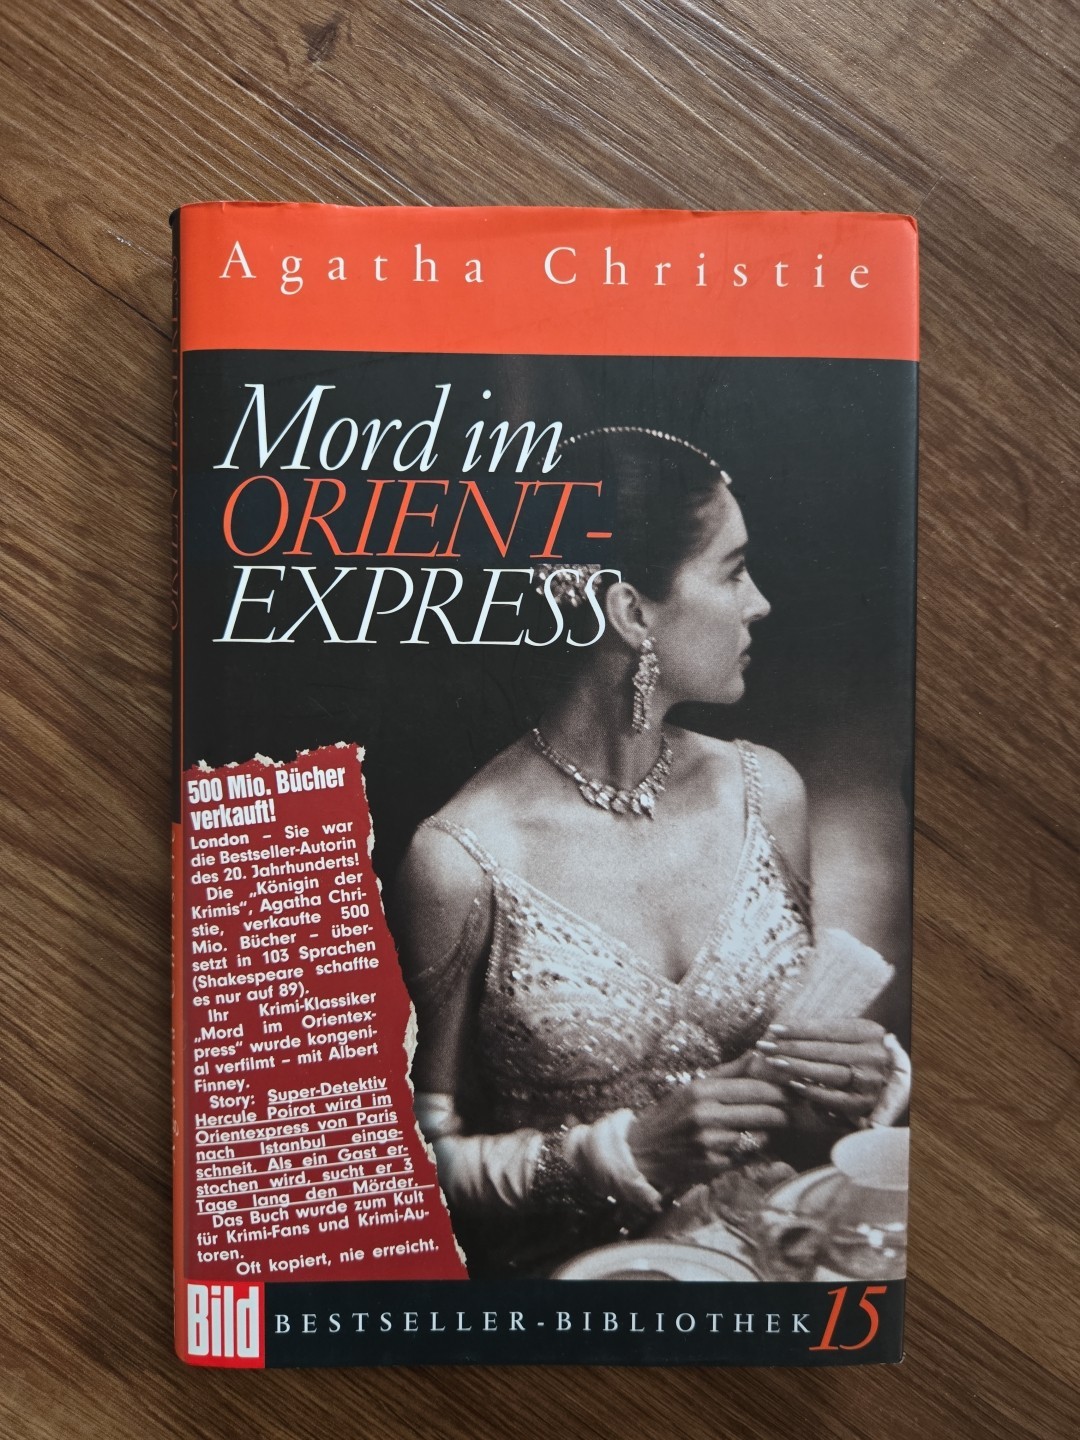 Agatha Christie
Mord im
ORIENT-
EXPRESS
500 Mio. Bücher
verkauft!
London – Sie war
die Bestseller-Autorin
des 20. Jahrhunderts!
Die „Königin der
Krimis“, Agatha Chri-
stie, verkaufte 500
Mio. Bücher – über-
setzt in 103 Sprachen
(Shakespeare schaffte
es nur auf 89).
Ihr Krimi-Klassiker
„Mord im Orientex-
press“ wurde kongeni-
al verfilmt – mit Albert
Finney.
Story: Super-Detektiv
Hercule Poirot wird im
Orientexpress von Paris
nach Istanbul einge-
schneit. Als ein Gast er-
stochen wird, sucht er 3
Tage lang den Mörder.
Das Buch wurde zum Kult
für Krimi-Fans und Krimi-Au-
toren.
Oft kopiert, nie erreicht.
Bild BESTSELLER-BIBLIOTHEK 15